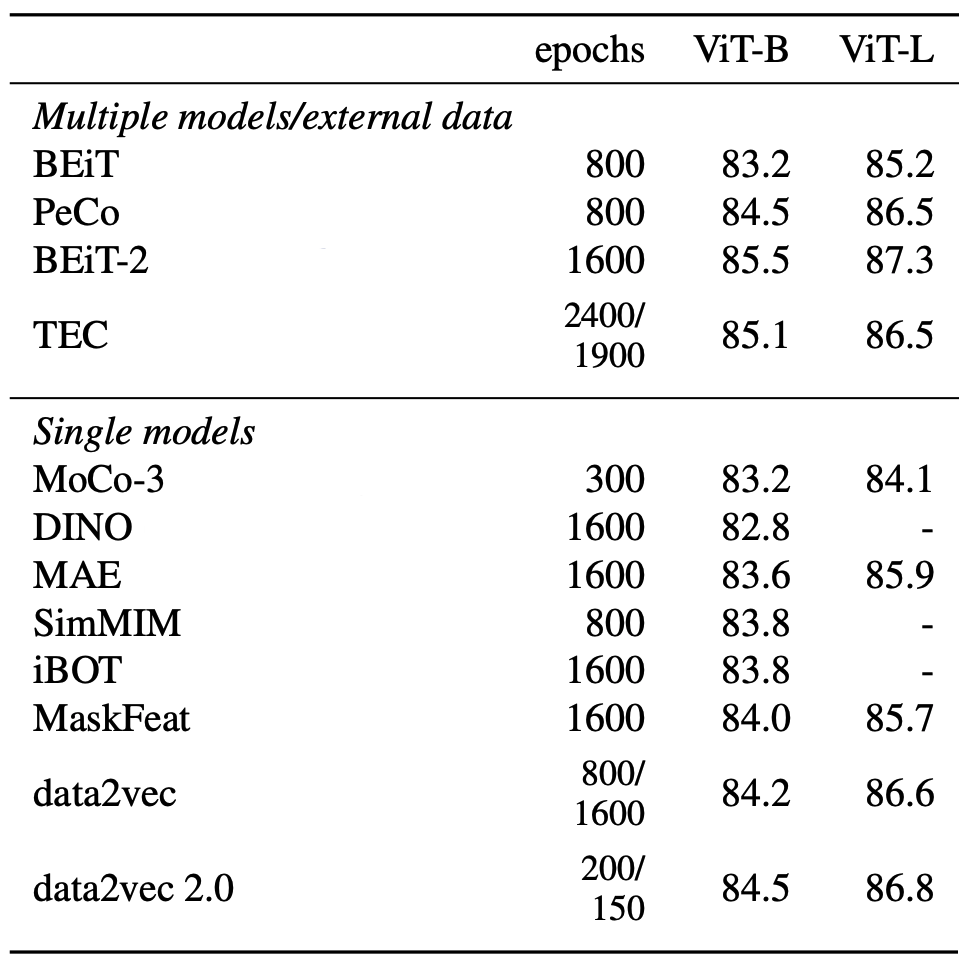 epochs ViT-B ViT-L
Multiple models/external data
BEiT 800 83.2 85.2
PeCo 800 84.5 86.5
BEiT-2 1600 85.5 87.3
TEC 2400/1900 85.1 86.5
Single models
MoCo-3 300 83.2 84.1
DINO 1600 82.8 -
MAE 1600 83.6 85.9
SimMIM 800 83.8 -
iBOT 1600 83.8 -
MaskFeat 1600 84.0 85.7
data2vec 800/1600 84.2 86.6
data2vec 2.0 200/150 84.5 86.8